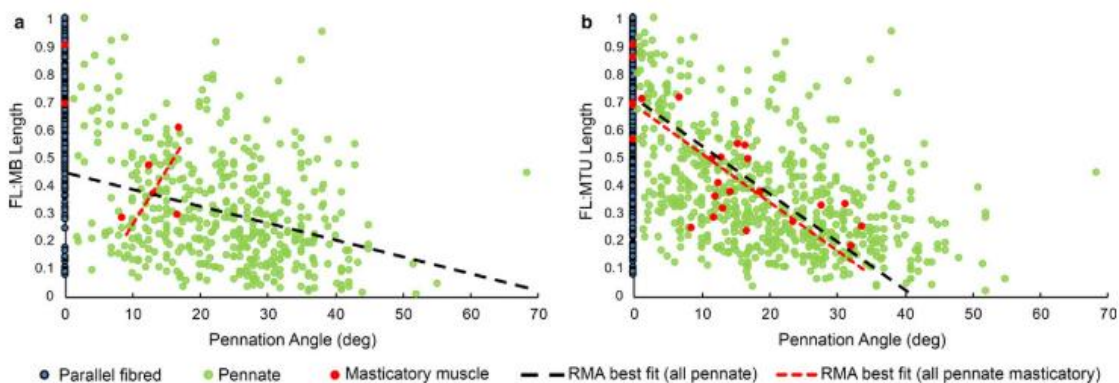 a
b
FL:MB Length
1
0.9
0.8
0.7
0.6
0.5
0.4
0.3
0.2
0.1
0
0 10 20 30 40 50 60 70
Pennation Angle (deg)
FL:MTU Length
1
0.9
0.8
0.7
0.6
0.5
0.4
0.3
0.2
0.1
0
0 10 20 30 40 50 60 70
Pennation Angle (deg)
Parallel fibred Pennate Masticatory muscle RMA best fit (all pennate) RMA best fit (all pennate masticatory)